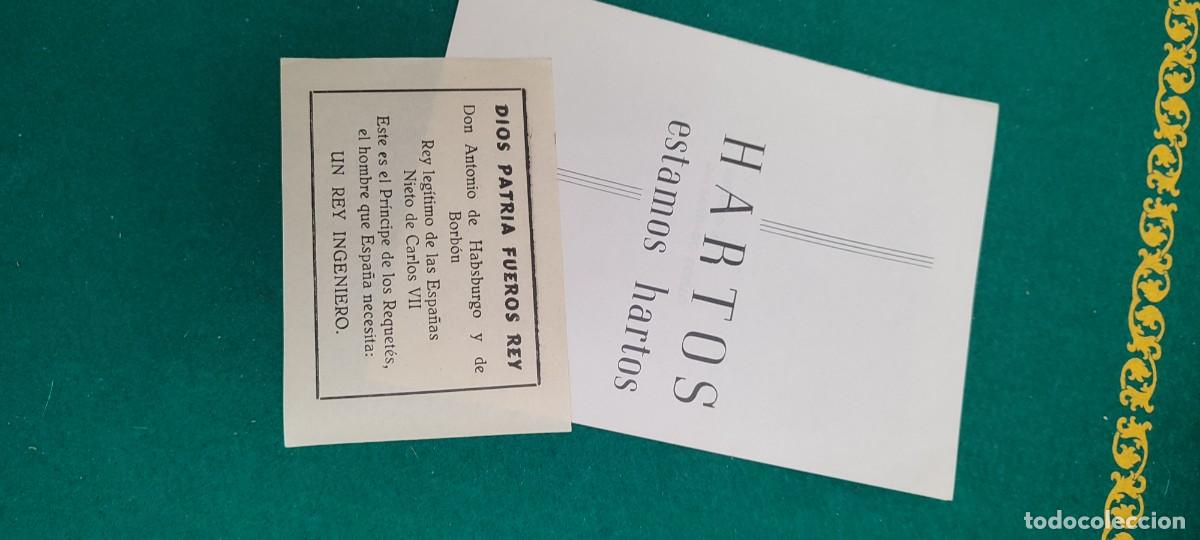 HARTOS
estamos hartos
DIOS PATRIA FUEROS REY
Don Antonio de Habsburgo y de
Borbón
Rey legítimo de las Españas
Nieto de Carlos VII
Este es el Príncipe de los Requetés,
el hombre que España necesita:
UN REY INGENIERO.
todocoleccion